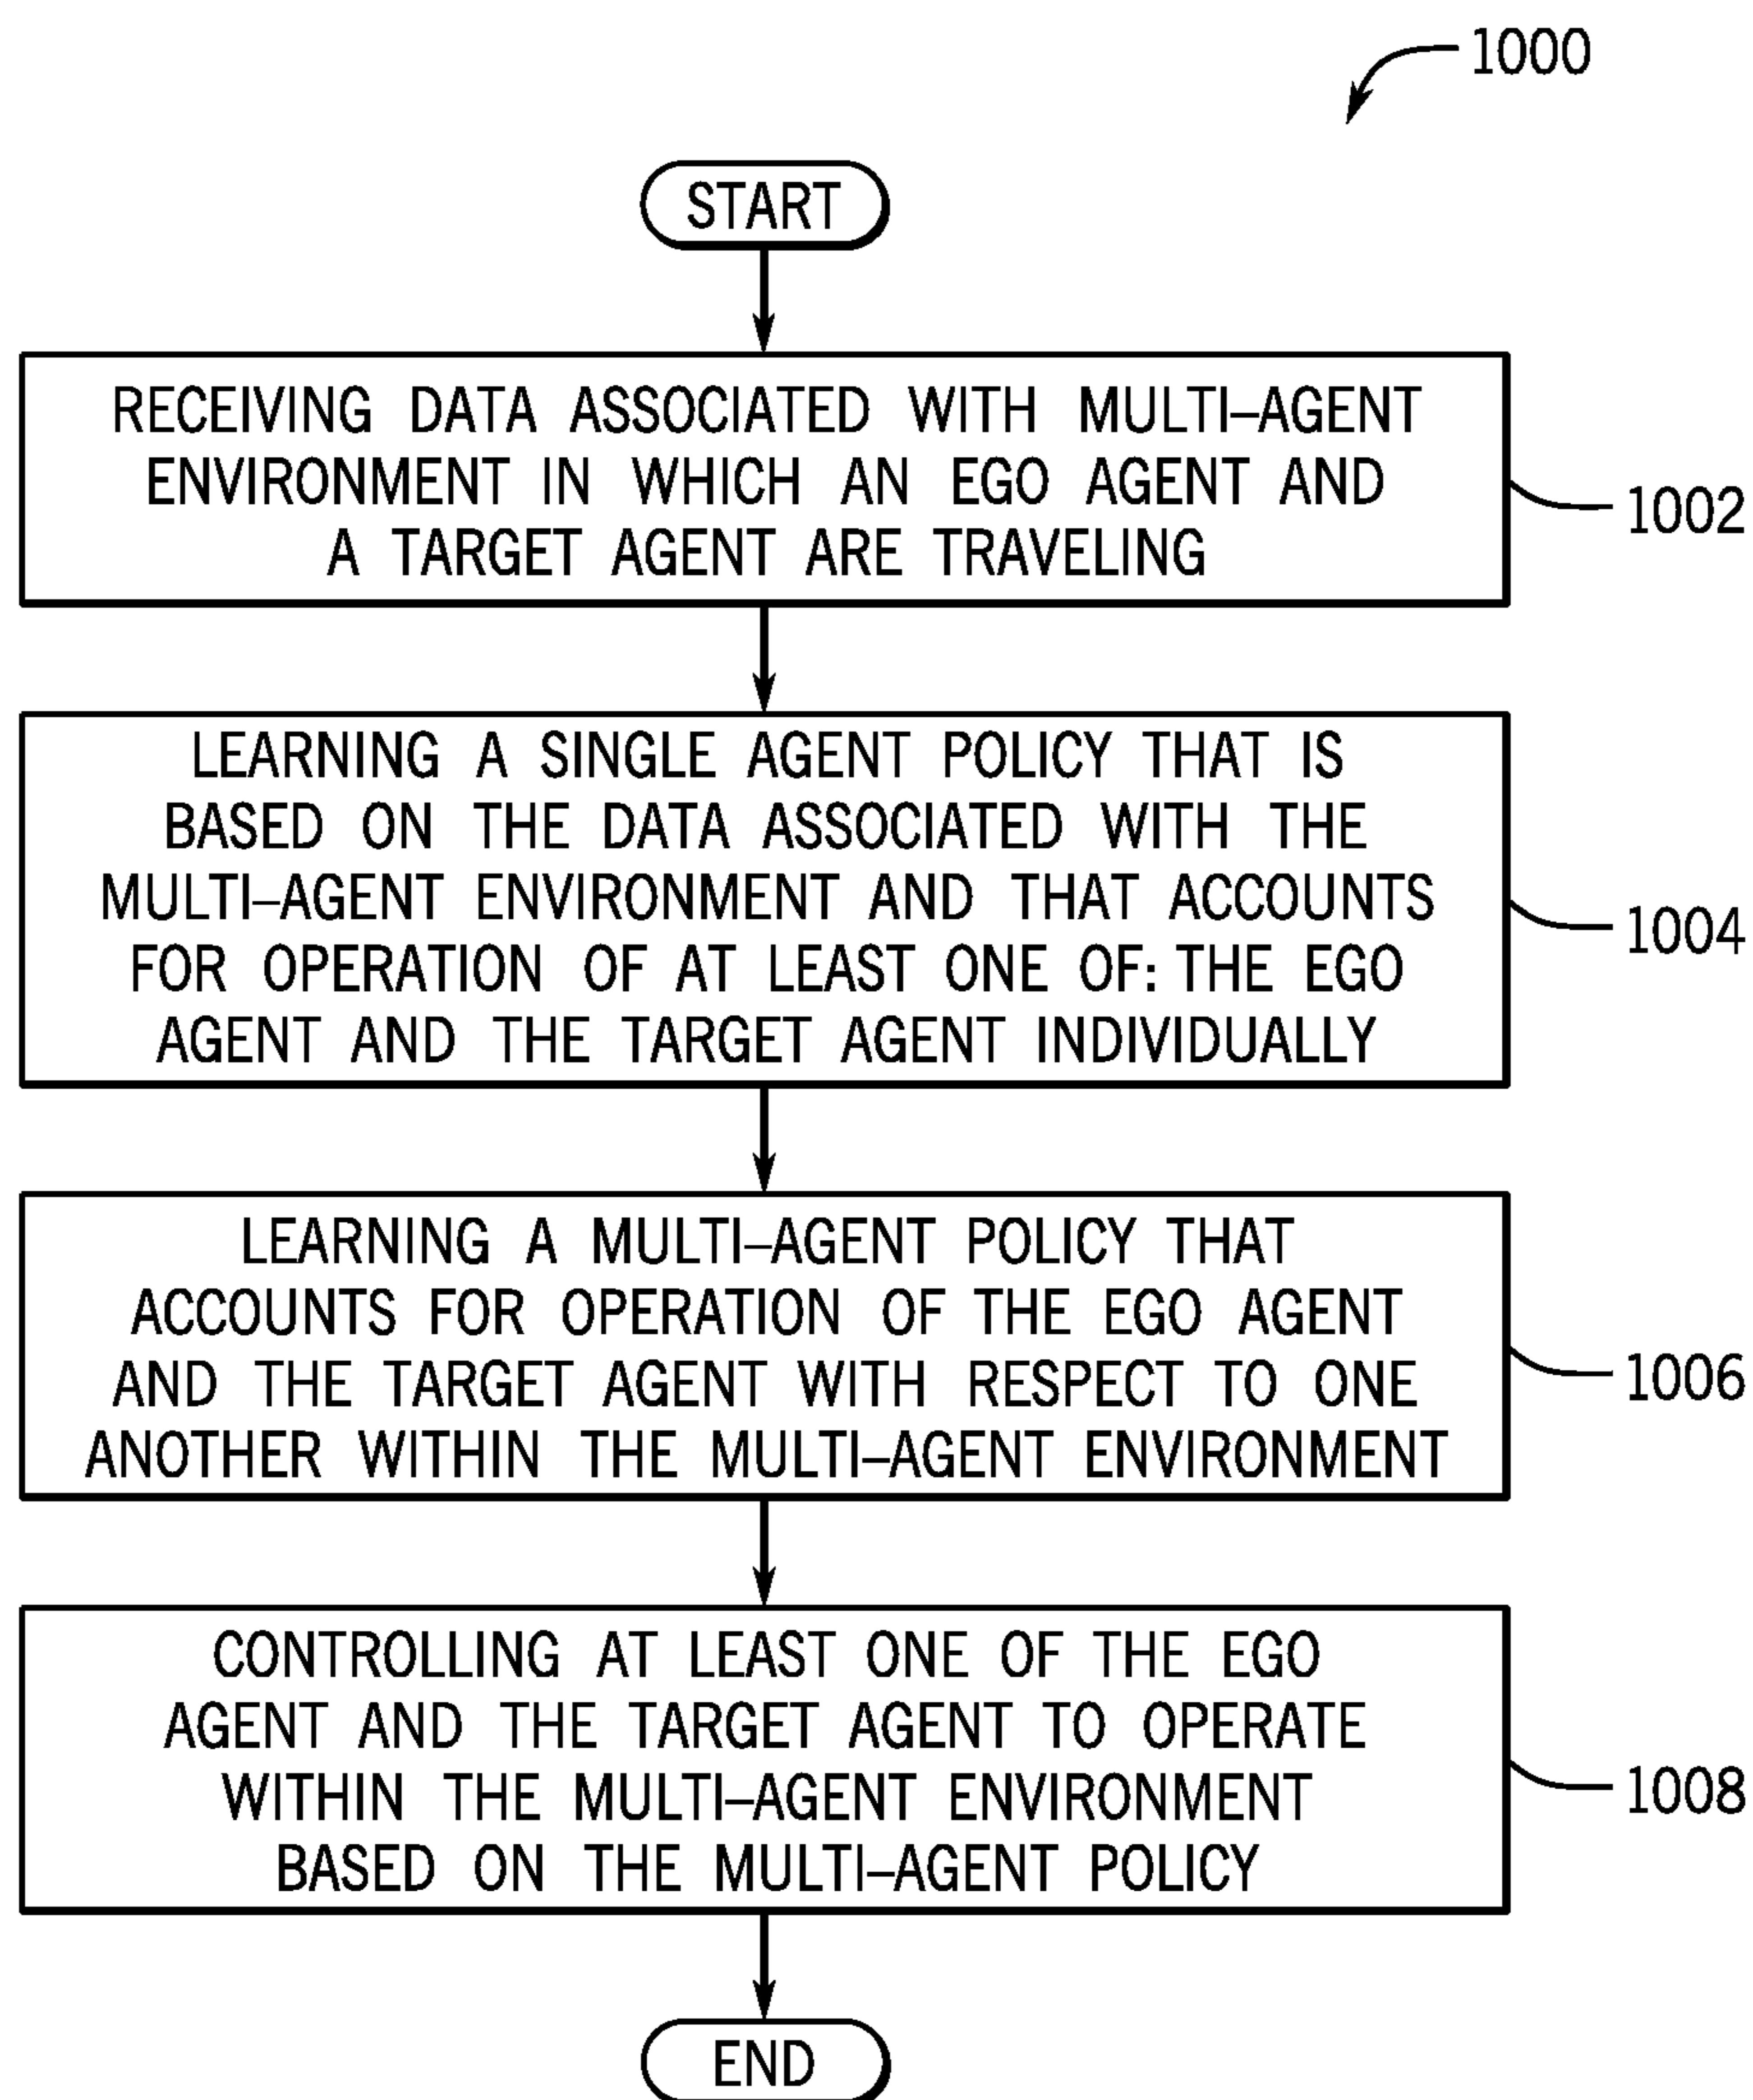 1000
START
RECEIVING DATA ASSOCIATED WITH MULTI–AGENT
ENVIRONMENT IN WHICH AN EGO AGENT AND
A TARGET AGENT ARE TRAVELING
1002
LEARNING A SINGLE AGENT POLICY THAT IS
BASED ON THE DATA ASSOCIATED WITH THE
MULTI–AGENT ENVIRONMENT AND THAT ACCOUNTS
FOR OPERATION OF AT LEAST ONE OF: THE EGO
AGENT AND THE TARGET AGENT INDIVIDUALLY
1004
LEARNING A MULTI–AGENT POLICY THAT
ACCOUNTS FOR OPERATION OF THE EGO AGENT
AND THE TARGET AGENT WITH RESPECT TO ONE
ANOTHER WITHIN THE MULTI–AGENT ENVIRONMENT
1006
CONTROLLING AT LEAST ONE OF THE EGO
AGENT AND THE TARGET AGENT TO OPERATE
WITHIN THE MULTI–AGENT ENVIRONMENT
BASED ON THE MULTI–AGENT POLICY
1008
END